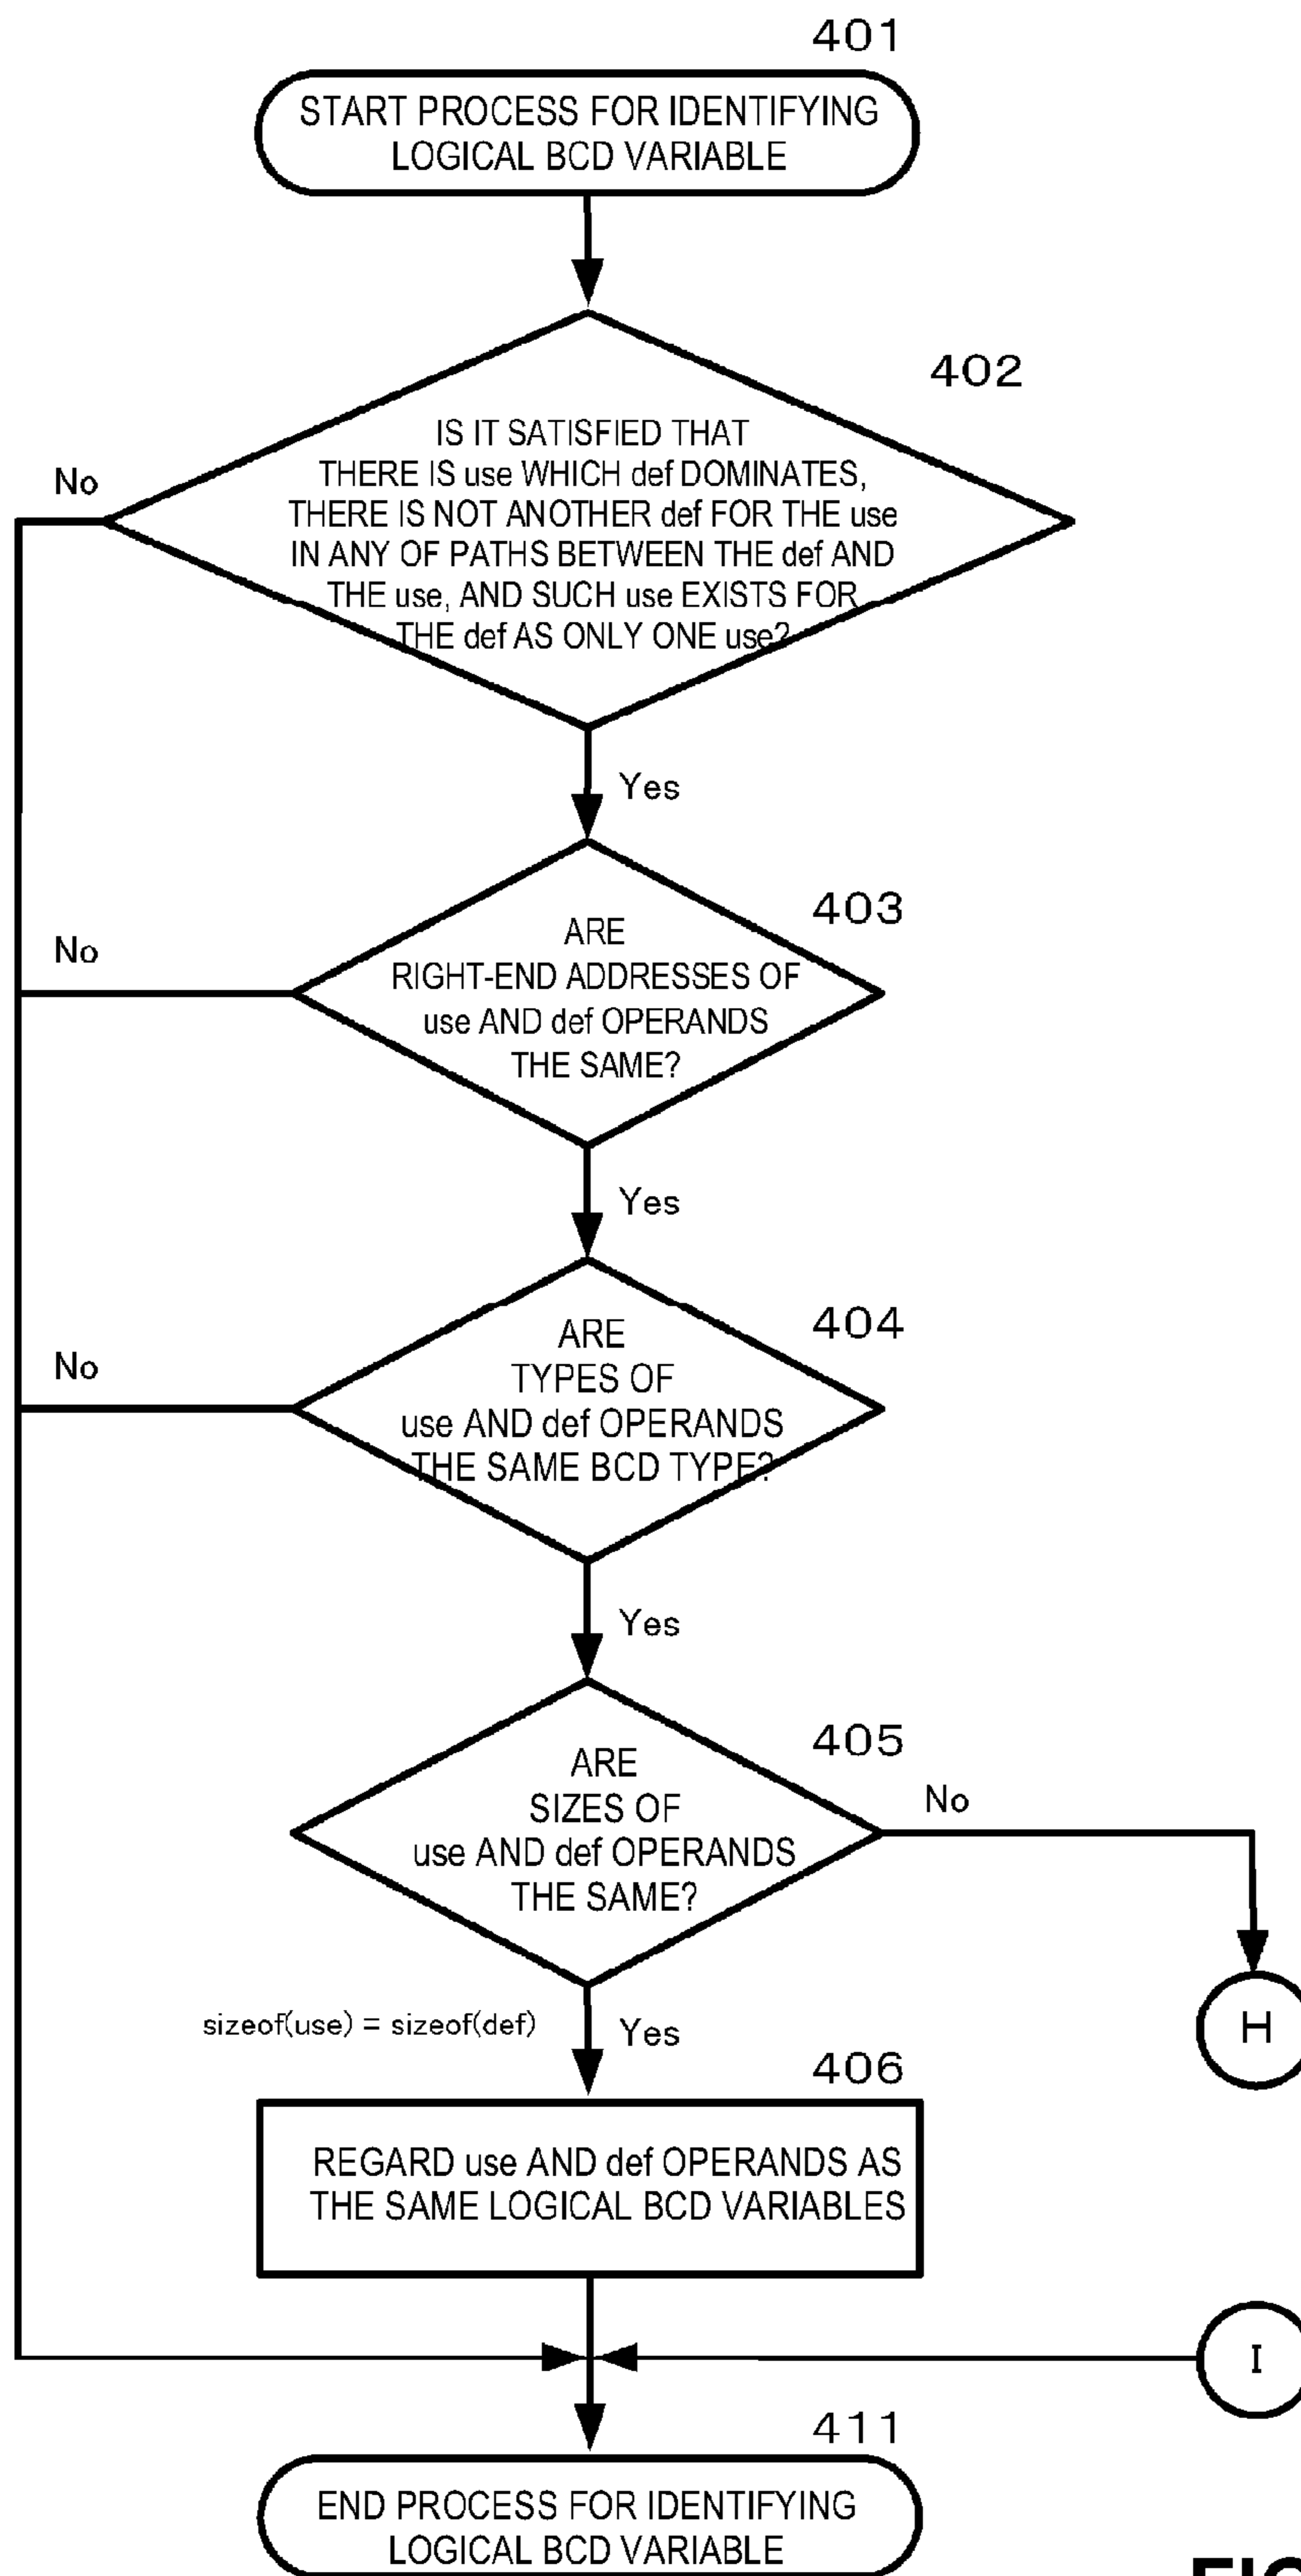 401
START PROCESS FOR IDENTIFYING
LOGICAL BCD VARIABLE
402
IS IT SATISFIED THAT
THERE IS use WHICH def DOMINATES,
THERE IS NOT ANOTHER def FOR THE use
IN ANY OF PATHS BETWEEN THE def AND
THE use, AND SUCH use EXISTS FOR
THE def AS ONLY ONE use?
No
Yes
403
ARE
RIGHT-END ADDRESSES OF
use AND def OPERANDS
THE SAME?
No
Yes
404
ARE
TYPES OF
use AND def OPERANDS
THE SAME BCD TYPE?
No
Yes
405
ARE
SIZES OF
use AND def OPERANDS
THE SAME?
No
H
sizeof(use) = sizeof(def)
Yes
406
REGARD use AND def OPERANDS AS
THE SAME LOGICAL BCD VARIABLES
I
411
END PROCESS FOR IDENTIFYING
LOGICAL BCD VARIABLE